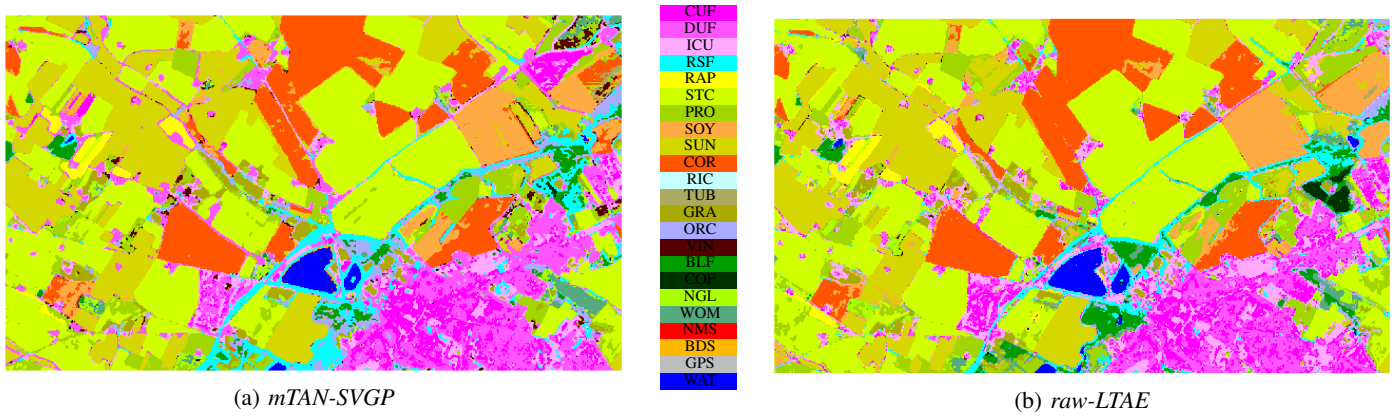 CUF
DUF
ICU
RSF
RAP
STC
PRO
SOY
SUN
COR
RIC
TUB
GRA
ORC
VIN
BLF
COF
NGL
WOM
NMS
BDS
GPS
WAT
(a) mTAN-SVGP
(b) raw-LTAE